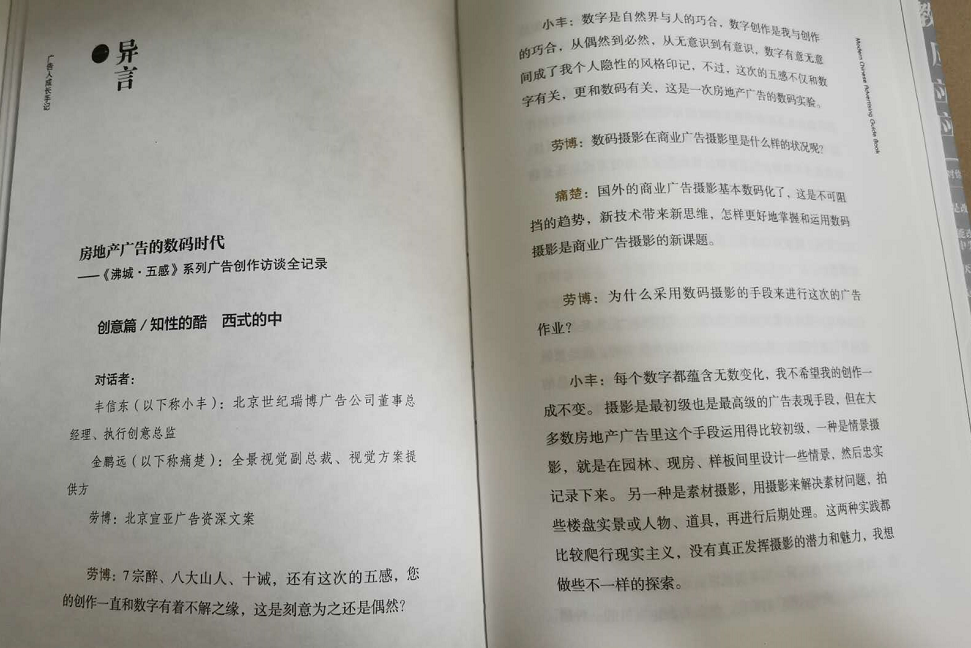 异言
广告人成长手记
房地产广告的数码时代
——《沸城·五感》系列广告创作访谈全记录
创意篇/知性的酷　西式的中
对话者：
丰信东（以下称小丰）：北京世纪瑞博广告公司董事总
经理、执行创意总监
金鹏远（以下称痛楚）：全景视觉副总裁、视觉方案提
供方
劳博：北京宣亚广告资深文案
劳博：7宗醉、八大山人、十诫，还有这次的五感，您
的创作一直和数字有着不解之缘，这是刻意为之还是偶然？
小丰：数字是自然界与人的巧合，数字创作是我与创作
的巧合，从偶然到必然，从无意识到有意识，数字有意无意
间成了我个人隐性的风格印记，不过，这次的五感不仅和数
字有关，更和数码有关，这是一次房地产广告的数码实验。
劳博：数码摄影在商业广告摄影里是什么样的状况呢？
痛楚：国外的商业广告摄影基本数码化了，这是不可阻
挡的趋势，新技术带来新思维，怎样更好地掌握和运用数码
摄影是商业广告摄影的新课题。
劳博：为什么采用数码摄影的手段来进行这次的广告
作业？
小丰：每个数字都蕴含无数变化，我不希望我的创作一
成不变。摄影是最初级也是最高级的广告表现手段，但在大
多数房地产广告里这个手段运用得比较初级，一种是情景摄
影，就是在园林、现房、样板间里设计一些情景，然后忠实
记录下来。另一种是素材摄影，用摄影来解决素材问题，拍
些楼盘实景或人物、道具，再进行后期处理。这两种实践都
比较爬行现实主义，没有真正发挥摄影的潜力和魅力，我想
做些不一样的探索。
Modern Chinese Advertising Guide Book